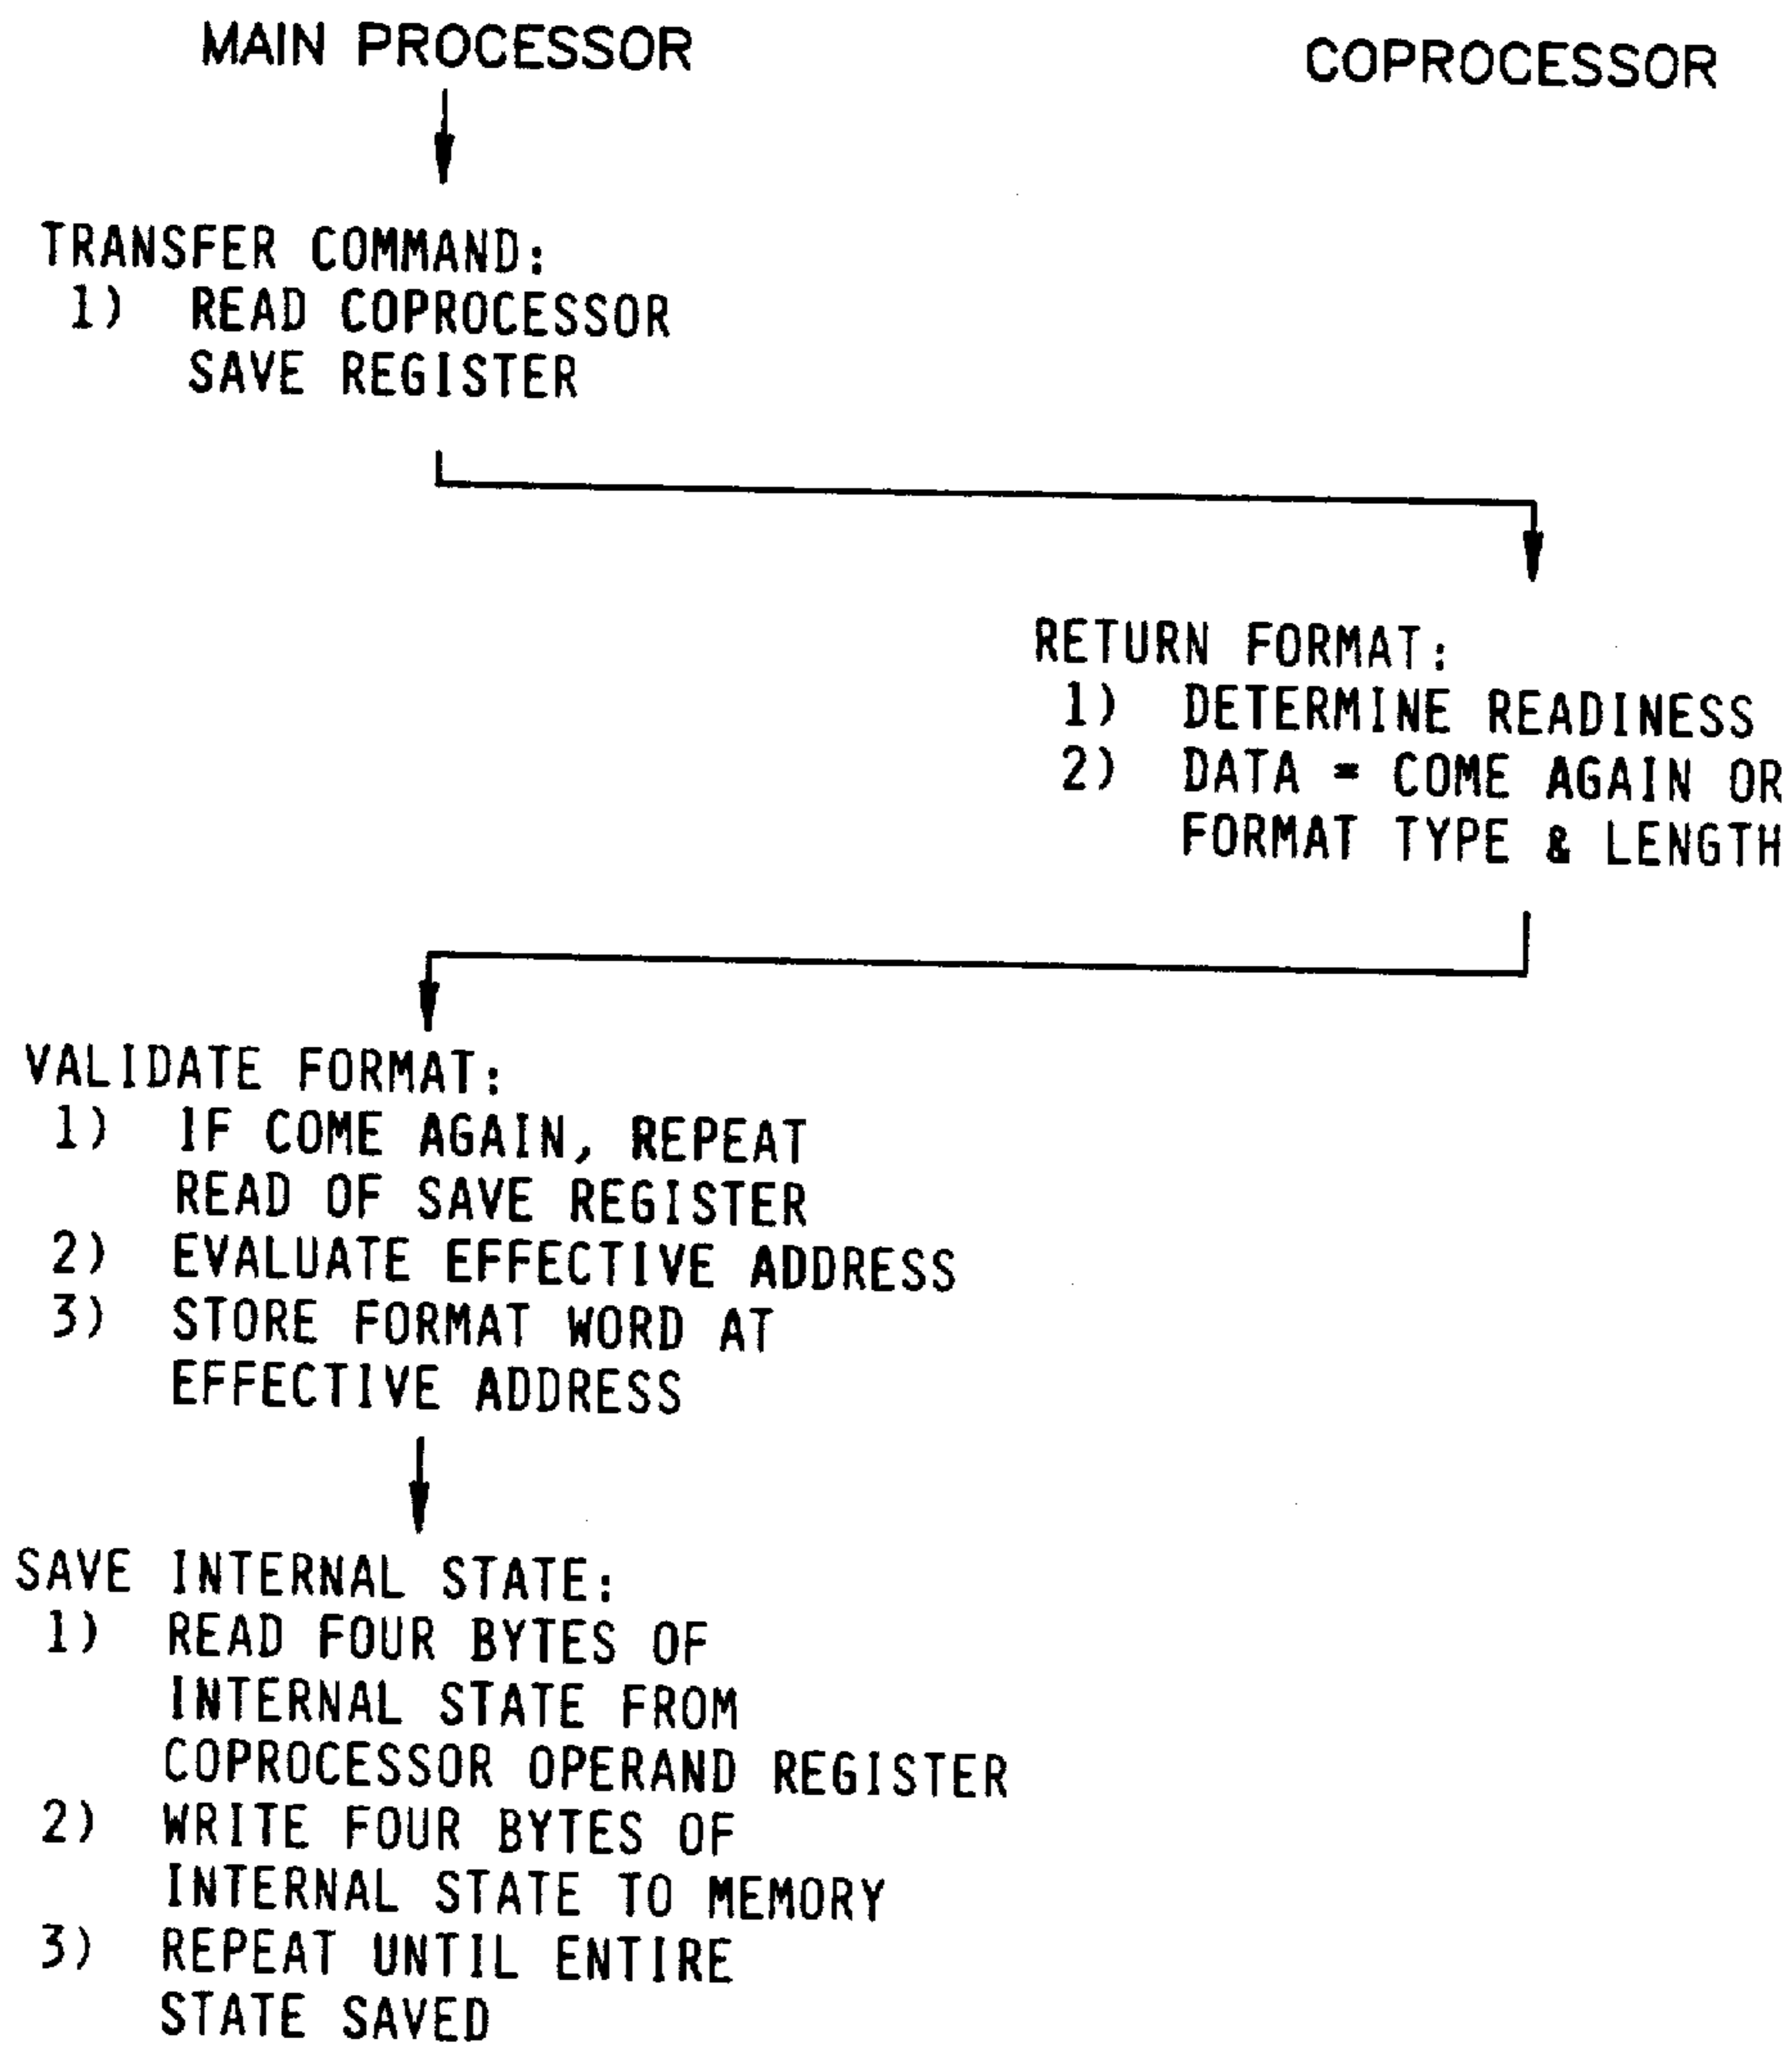 MAIN PROCESSOR
COPROCESSOR
TRANSFER COMMAND:
1) READ COPROCESSOR
SAVE REGISTER
RETURN FORMAT:
1) DETERMINE READINESS
2) DATA = COME AGAIN OR
FORMAT TYPE & LENGTH
VALIDATE FORMAT:
1) IF COME AGAIN, REPEAT
READ OF SAVE REGISTER
2) EVALUATE EFFECTIVE ADDRESS
3) STORE FORMAT WORD AT
EFFECTIVE ADDRESS
SAVE INTERNAL STATE:
1) READ FOUR BYTES OF
INTERNAL STATE FROM
COPROCESSOR OPERAND REGISTER
2) WRITE FOUR BYTES OF
INTERNAL STATE TO MEMORY
3) REPEAT UNTIL ENTIRE
STATE SAVED